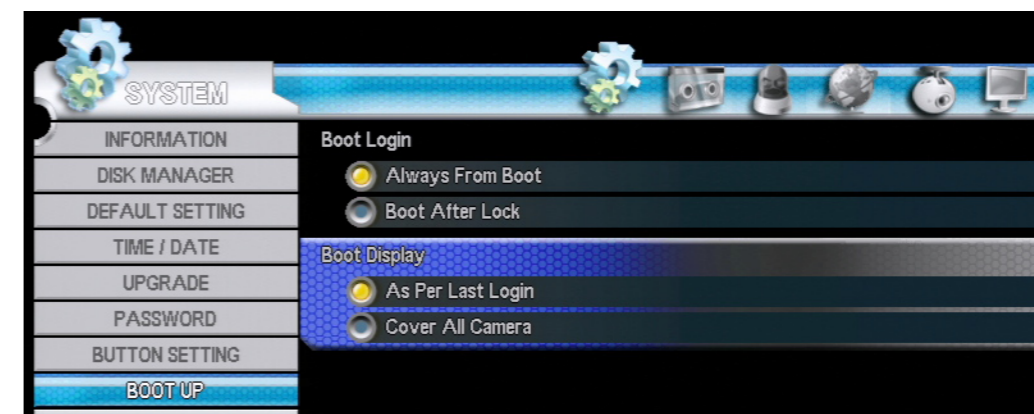 SYSTEM
INFORMATION
DISK MANAGER
DEFAULT SETTING
TIME / DATE
UPGRADE
PASSWORD
BUTTON SETTING
BOOT UP
Boot Login
Always From Boot
Boot After Lock
Boot Display
As Per Last Login
Cover All Camera